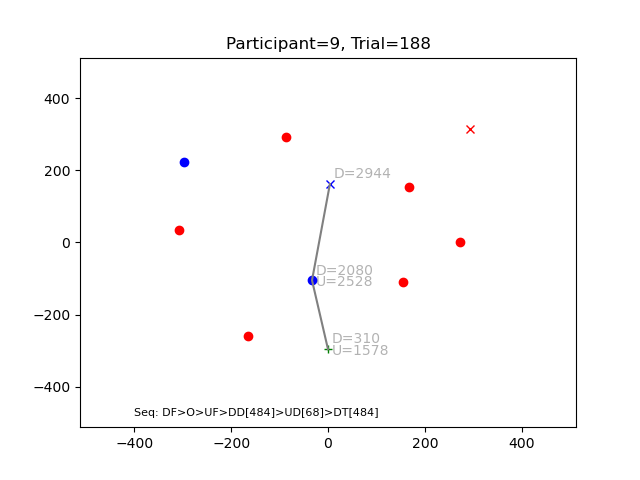 Participant=9, Trial=188
400
200
0
−200
−400
D=2944
D=2080
U=2528
D=310
U=1578
Seq: DF>O>UF>DD[484]>UD[68]>DT[484]
−400 −200 0 200 400